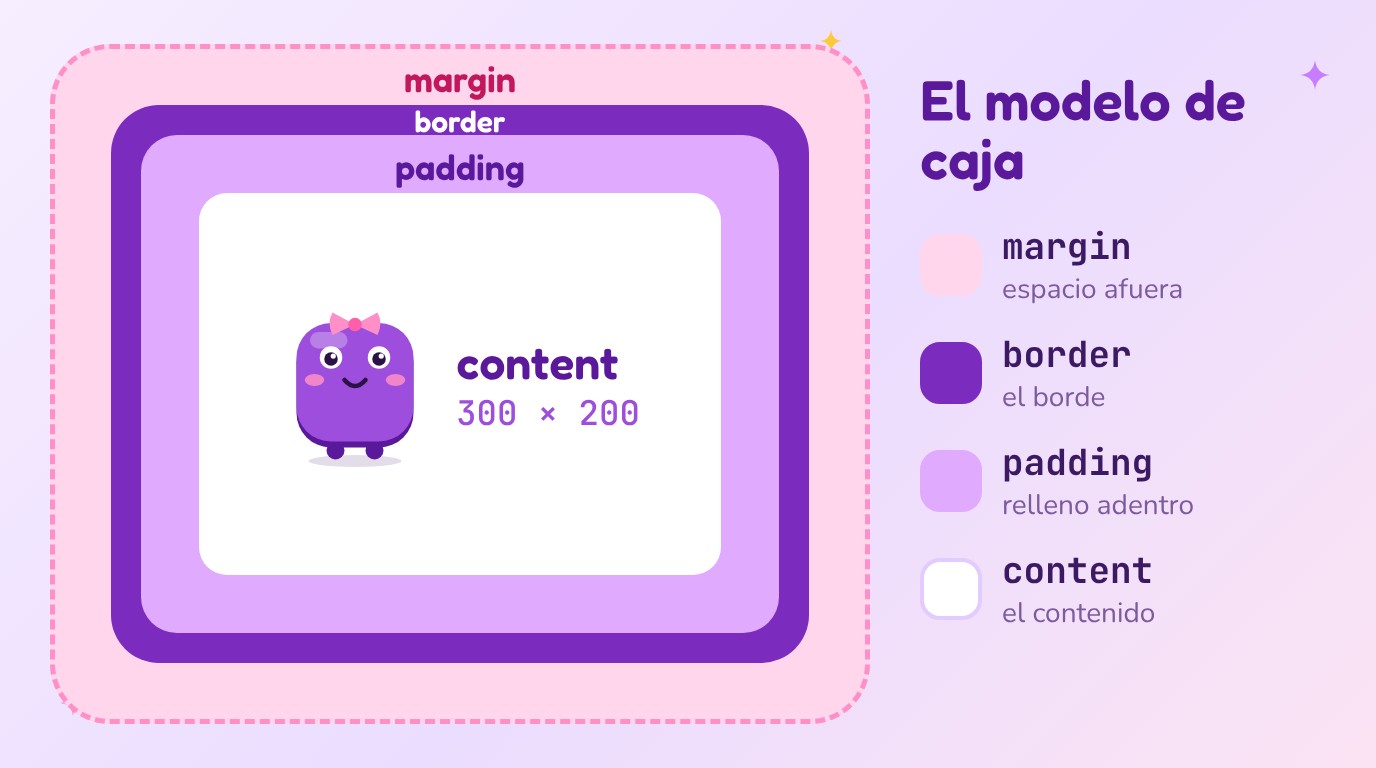 margin
border
padding
content
300 × 200
El modelo de
caja
margin
espacio afuera
border
el borde
padding
relleno adentro
content
el contenido